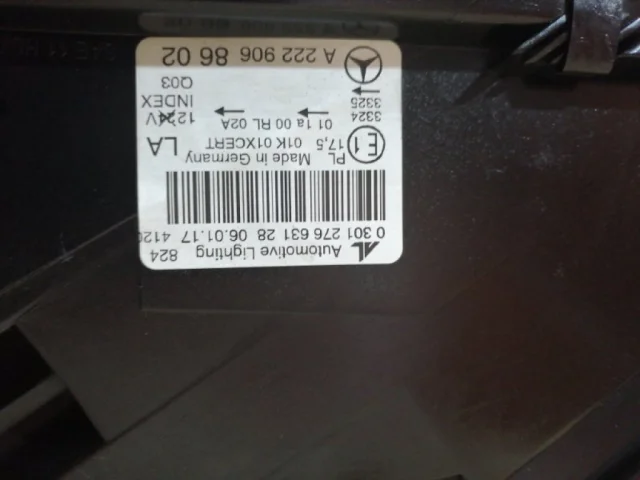 Automotive Lighting 824
0 301 276 631 28 06.01.17 412
Made in Germany
PL
E1 17,5 01K 01XCERT LA
3324 01 1a 00 RL 02A 12V
3325 INDEX
Q03
A 222 906 86 02